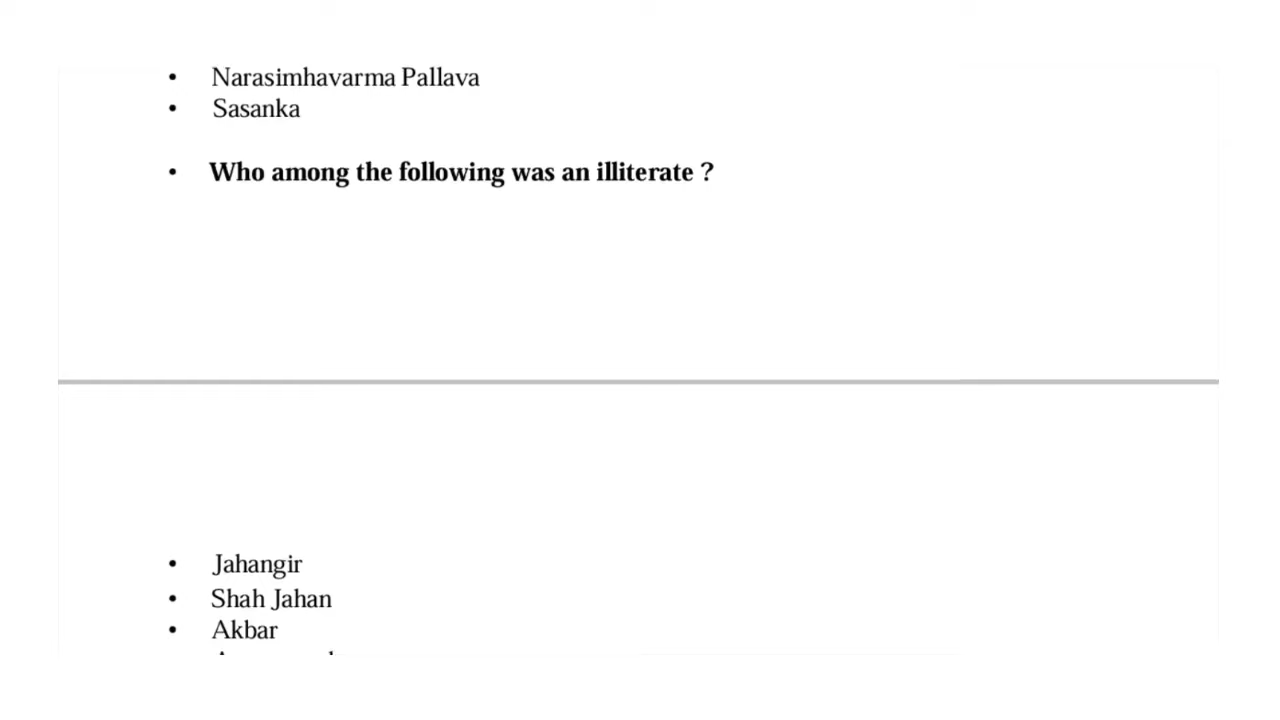 • Narasimhavarma Pallava
• Sasanka
• Who among the following was an illiterate ?
• Jahangir
• Shah Jahan
• Akbar